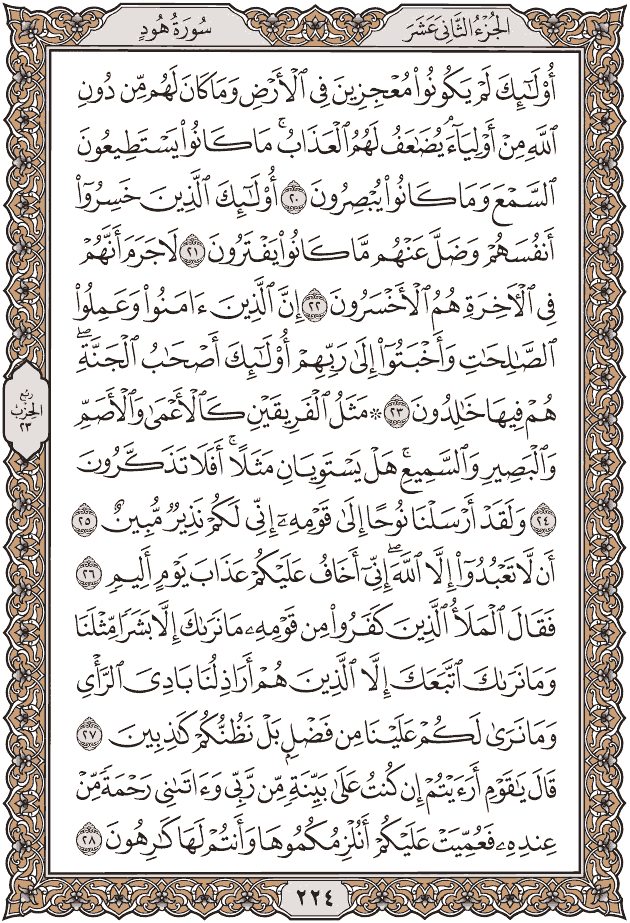 الجزء الثاني عشر
سورة هود
أُوْلَـٰٓئِكَ لَمْ يَكُونُواْ مُعْجِزِينَ فِي ٱلْأَرْضِ وَمَا كَانَ لَهُم مِّن دُونِ
ٱللَّهِ مِنْ أَوْلِيَآءَۘ يُضَـٰعَفُ لَهُمُ ٱلْعَذَابُۚ مَا كَانُواْ يَسْتَطِيعُونَ
ٱلسَّمْعَ وَمَا كَانُواْ يُبْصِرُونَ ٢٠ أُوْلَـٰٓئِكَ ٱلَّذِينَ خَسِرُوٓاْ
أَنفُسَهُمْ وَضَلَّ عَنْهُم مَّا كَانُواْ يَفْتَرُونَ ٢١ لَا جَرَمَ أَنَّهُمْ
فِي ٱلْأٓخِرَةِ هُمُ ٱلْأَخْسَرُونَ ٢٢ إِنَّ ٱلَّذِينَ ءَامَنُواْ وَعَمِلُواْ
ٱلصَّـٰلِحَـٰتِ وَأَخْبَتُوٓاْ إِلَىٰ رَبِّهِمْ أُوْلَـٰٓئِكَ أَصْحَـٰبُ ٱلْجَنَّةِۖ
هُمْ فِيهَا خَـٰلِدُونَ ٢٣ ۞ مَثَلُ ٱلْفَرِيقَيْنِ كَٱلْأَعْمَىٰ وَٱلْأَصَمِّ
وَٱلْبَصِيرِ وَٱلسَّمِيعِۚ هَلْ يَسْتَوِيَانِ مَثَلًاۚ أَفَلَا تَذَكَّرُونَ
٢٤ وَلَقَدْ أَرْسَلْنَا نُوحًا إِلَىٰ قَوْمِهِۦٓ إِنِّي لَكُمْ نَذِيرٌ مُّبِينٌ ٢٥
أَن لَّا تَعْبُدُوٓاْ إِلَّا ٱللَّهَۖ إِنِّيٓ أَخَافُ عَلَيْكُمْ عَذَابَ يَوْمٍ أَلِيمٍ ٢٦
فَقَالَ ٱلْمَلَأُ ٱلَّذِينَ كَفَرُواْ مِن قَوْمِهِۦ مَا نَرَىٰكَ إِلَّا بَشَرًا مِّثْلَنَا
وَمَا نَرَىٰكَ ٱتَّبَعَكَ إِلَّا ٱلَّذِينَ هُمْ أَرَاذِلُنَا بَادِيَ ٱلرَّأْيِ
وَمَا نَرَىٰ لَكُمْ عَلَيْنَا مِن فَضْلٍۭ بَلْ نَظُنُّكُمْ كَـٰذِبِينَ ٢٧
قَالَ يَـٰقَوْمِ أَرَءَيْتُمْ إِن كُنتُ عَلَىٰ بَيِّنَةٍ مِّن رَّبِّي وَءَاتَىٰنِي رَحْمَةً مِّنْ
عِندِهِۦ فَعُمِّيَتْ عَلَيْكُمْ أَنُلْزِمُكُمُوهَا وَأَنتُمْ لَهَا كَـٰرِهُونَ ٢٨
ربع
الحزب
٢٣
٢٢٤